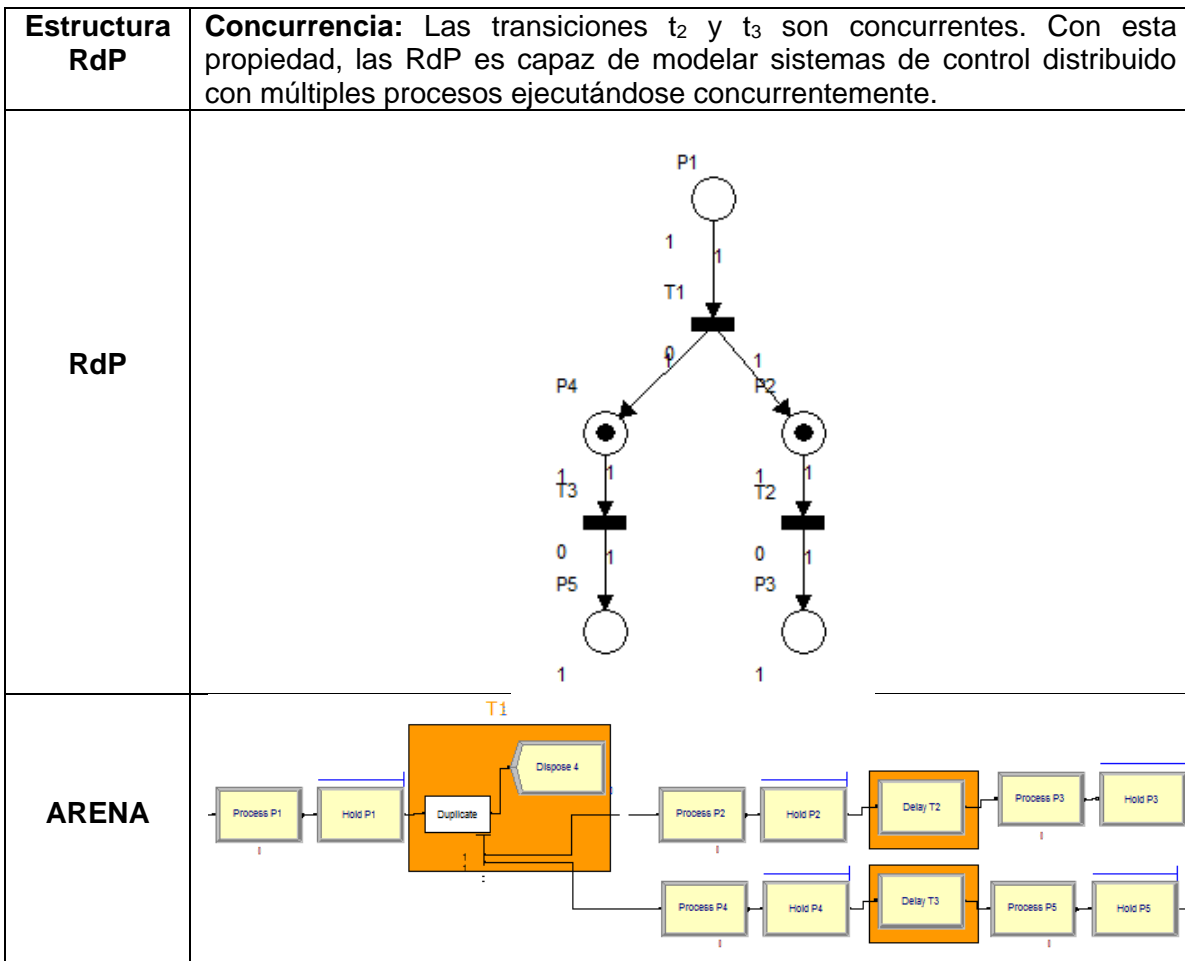 Estructura RdP
Concurrencia: Las transiciones t2 y t3 son concurrentes. Con esta
propiedad, las RdP es capaz de modelar sistemas de control distribuido
con múltiples procesos ejecutándose concurrentemente.
RdP
P1
1
1
T1
0
1
1
P4
P2
1
1
1
1
T3
T2
0
1
0
1
P5
P3
1
1
ARENA
T1
Dispose 4
Process P1
Hold P1
Duplicate
1
1
Process P2
Hold P2
Delay T2
Process P3
Hold P3
Process P4
Hold P4
Delay T3
Process P5
Hold P5